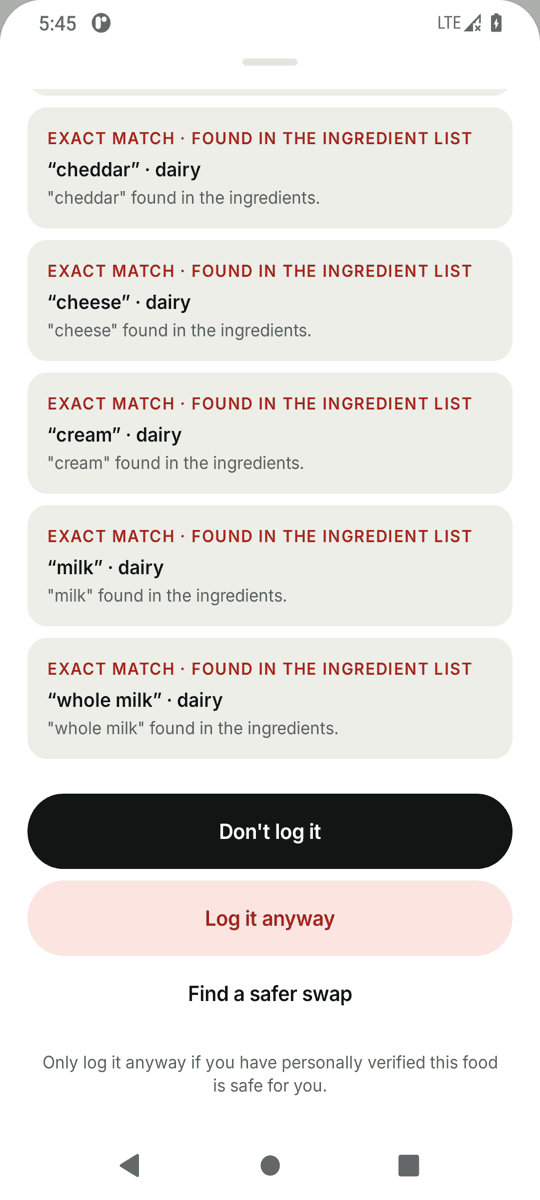 5:45
LTE
EXACT MATCH · FOUND IN THE INGREDIENT LIST
“cheddar” · dairy
"cheddar" found in the ingredients.
EXACT MATCH · FOUND IN THE INGREDIENT LIST
“cheese” · dairy
"cheese" found in the ingredients.
EXACT MATCH · FOUND IN THE INGREDIENT LIST
“cream” · dairy
"cream" found in the ingredients.
EXACT MATCH · FOUND IN THE INGREDIENT LIST
“milk” · dairy
"milk" found in the ingredients.
EXACT MATCH · FOUND IN THE INGREDIENT LIST
“whole milk” · dairy
"whole milk" found in the ingredients.
Don't log it
Log it anyway
Find a safer swap
Only log it anyway if you have personally verified this food
is safe for you.